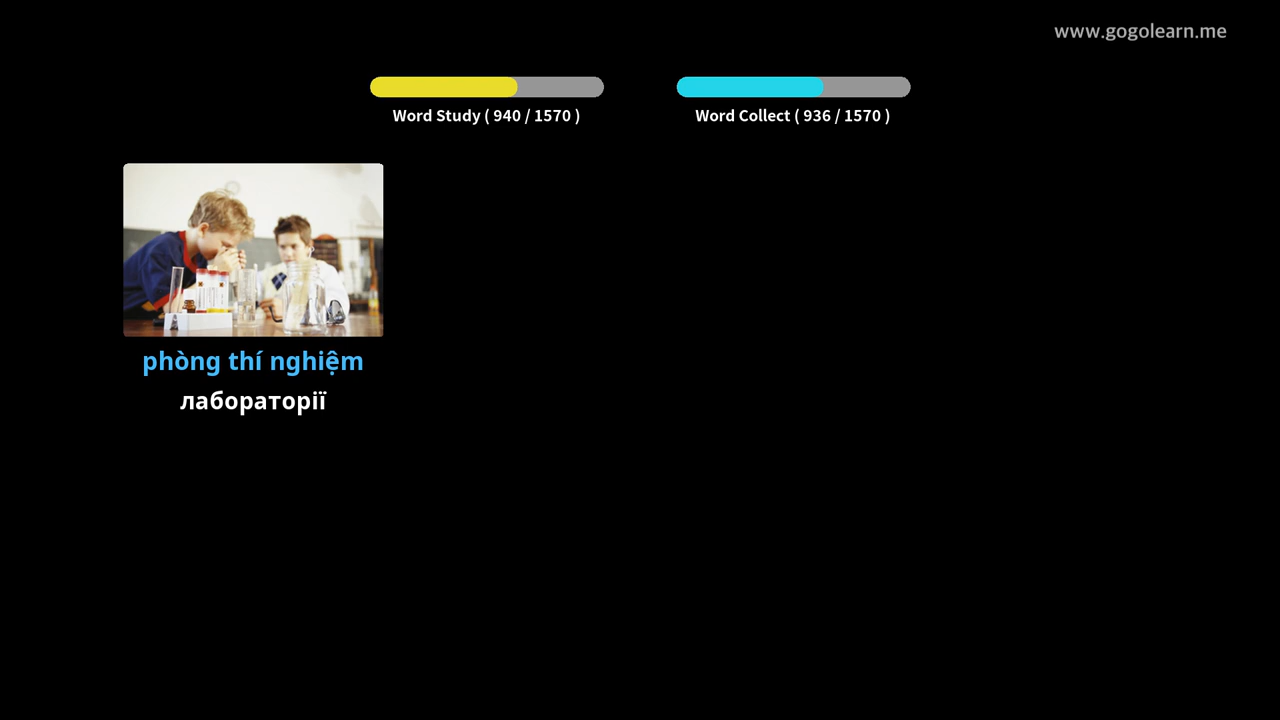 www.gogolearn.me
Word Study ( 940 / 1570 )
Word Collect ( 936 / 1570 )
phòng thí nghiệm
лабораторії